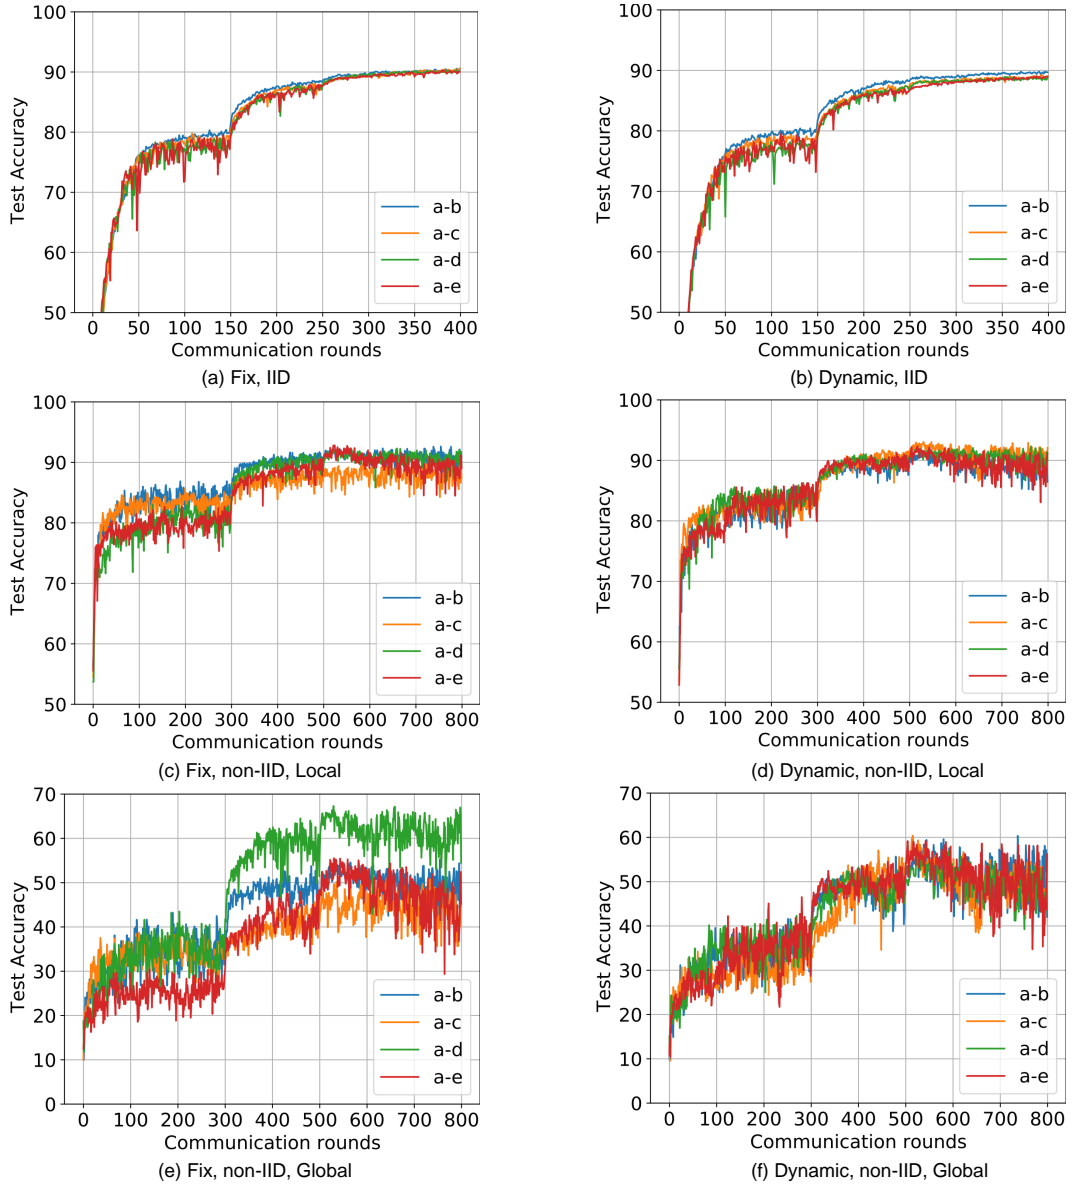 100
90
80
70
60
50
Test Accuracy
a-b
a-c
a-d
a-e
0 50 100 150 200 250 300 350 400
Communication rounds
(a) Fix, IID
100
90
80
70
60
50
Test Accuracy
a-b
a-c
a-d
a-e
0 50 100 150 200 250 300 350 400
Communication rounds
(b) Dynamic, IID
100
90
80
70
60
50
Test Accuracy
a-b
a-c
a-d
a-e
0 100 200 300 400 500 600 700 800
Communication rounds
(c) Fix, non-IID, Local
100
90
80
70
60
50
Test Accuracy
a-b
a-c
a-d
a-e
0 100 200 300 400 500 600 700 800
Communication rounds
(d) Dynamic, non-IID, Local
70
60
50
40
30
20
10
0
Test Accuracy
a-b
a-c
a-d
a-e
0 100 200 300 400 500 600 700 800
Communication rounds
(e) Fix, non-IID, Global
70
60
50
40
30
20
10
0
Test Accuracy
a-b
a-c
a-d
a-e
0 100 200 300 400 500 600 700 800
Communication rounds
(f) Dynamic, non-IID, Global